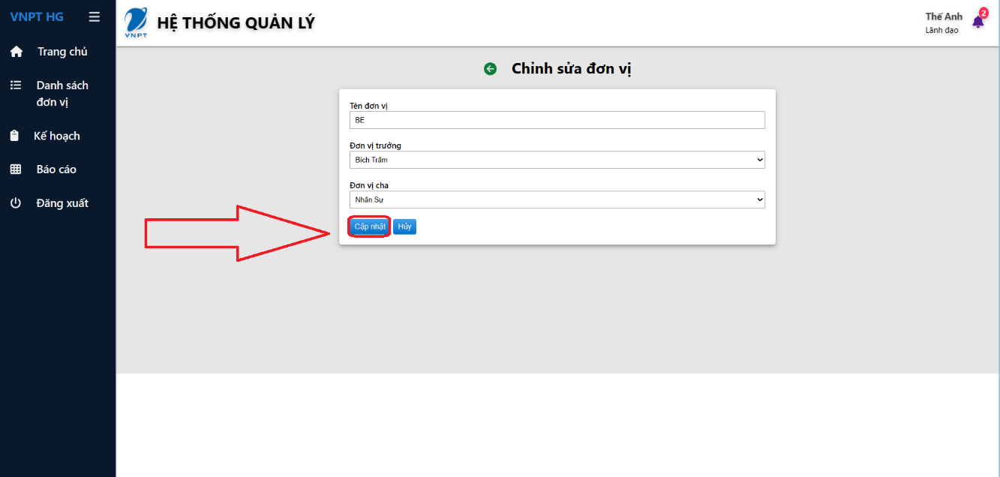 VNPT HG
VNPT
HỆ THỐNG QUẢN LÝ
Thế Anh
Lãnh đạo
2
Trang chủ
Danh sách
đơn vị
Kế hoạch
Báo cáo
Đăng xuất
Chỉnh sửa đơn vị
Tên đơn vị
BE
Đơn vị trưởng
Bích Trâm
Đơn vị cha
Nhân Sự
Cập nhật
Hủy